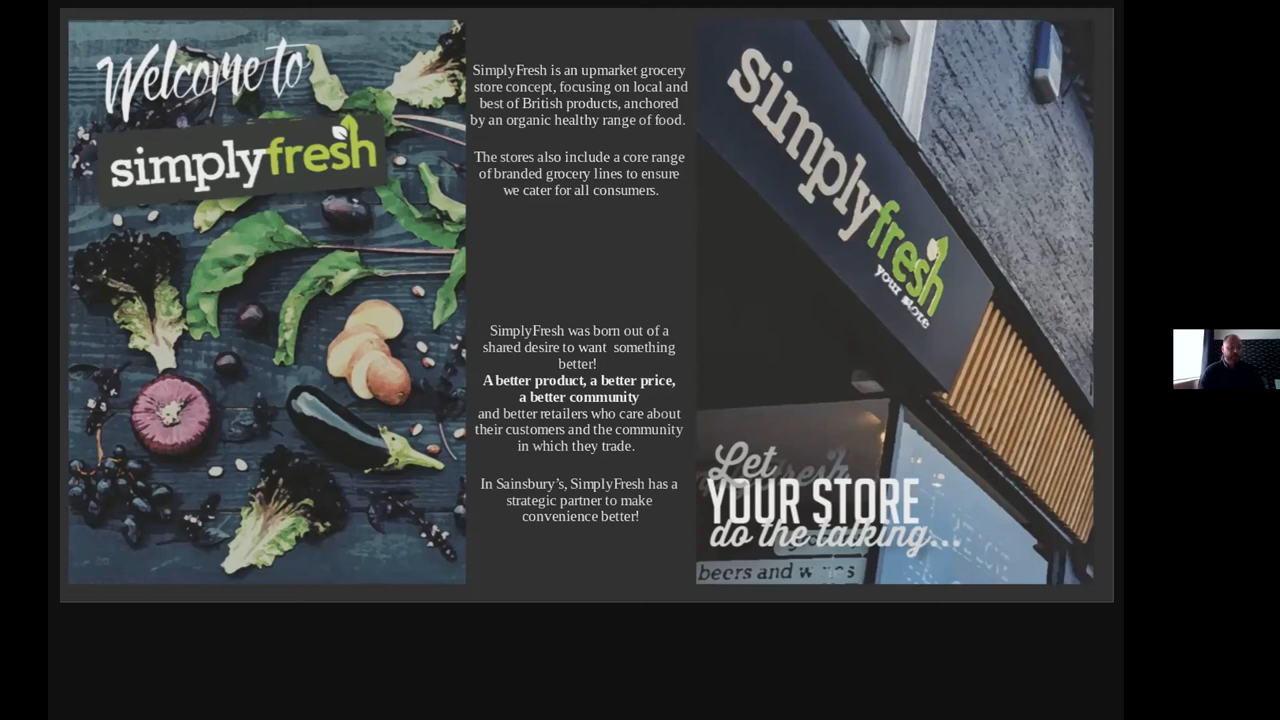 Welcome to
simplyfresh
SimplyFresh is an upmarket grocery
store concept, focusing on local and
best of British products, anchored
by an organic healthy range of food.
The stores also include a core range
of branded grocery lines to ensure
we cater for all consumers.
SimplyFresh was born out of a
shared desire to want something
better!
A better product, a better price,
a better community
and better retailers who care about
their customers and the community
in which they trade.
In Sainsbury’s, SimplyFresh has a
strategic partner to make
convenience better!
simplyfresh
your store
Let
YOUR STORE
do the talking...
beers and wines